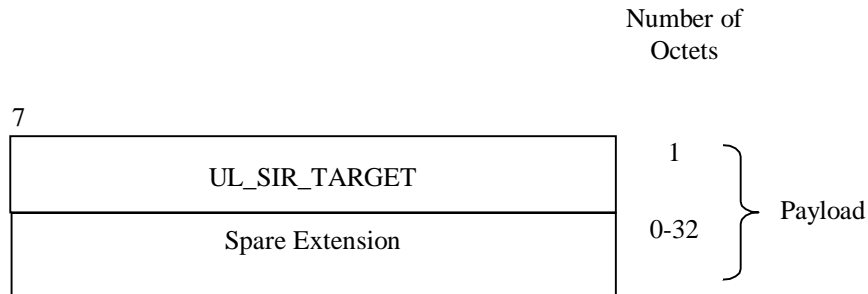 Number of
Octets
7
UL_SIR_TARGET
1
Spare Extension
0-32
Payload